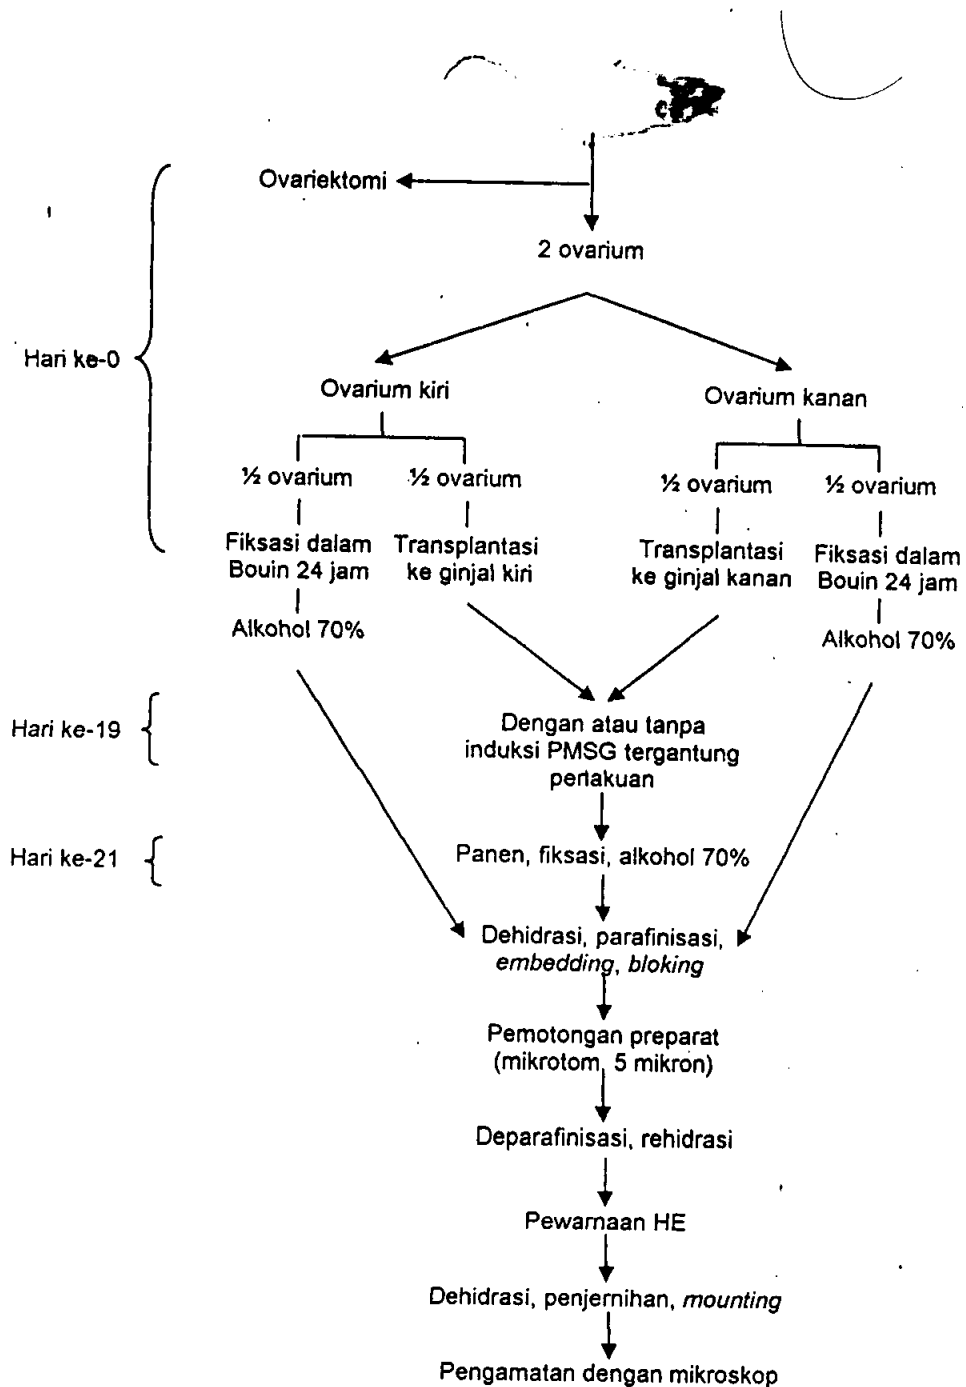 Ovariektomi
2 ovarium
Hari ke-0
Ovarium kiri
Ovarium kanan
½ ovarium
½ ovarium
½ ovarium
½ ovarium
Fiksasi dalam
Bouin 24 jam
Transplantasi
ke ginjal kiri
Transplantasi
ke ginjal kanan
Fiksasi dalam
Bouin 24 jam
Alkohol 70%
Alkohol 70%
Hari ke-19
Dengan atau tanpa
induksi PMSG tergantung
perlakuan
Hari ke-21
Panen, fiksasi, alkohol 70%
Dehidrasi, parafinisasi,
embedding, bloking
Pemotongan preparat
(mikrotom, 5 mikron)
Deparafinisasi, rehidrasi
Pewarnaan HE
Dehidrasi, penjernihan, mounting
Pengamatan dengan mikroskop